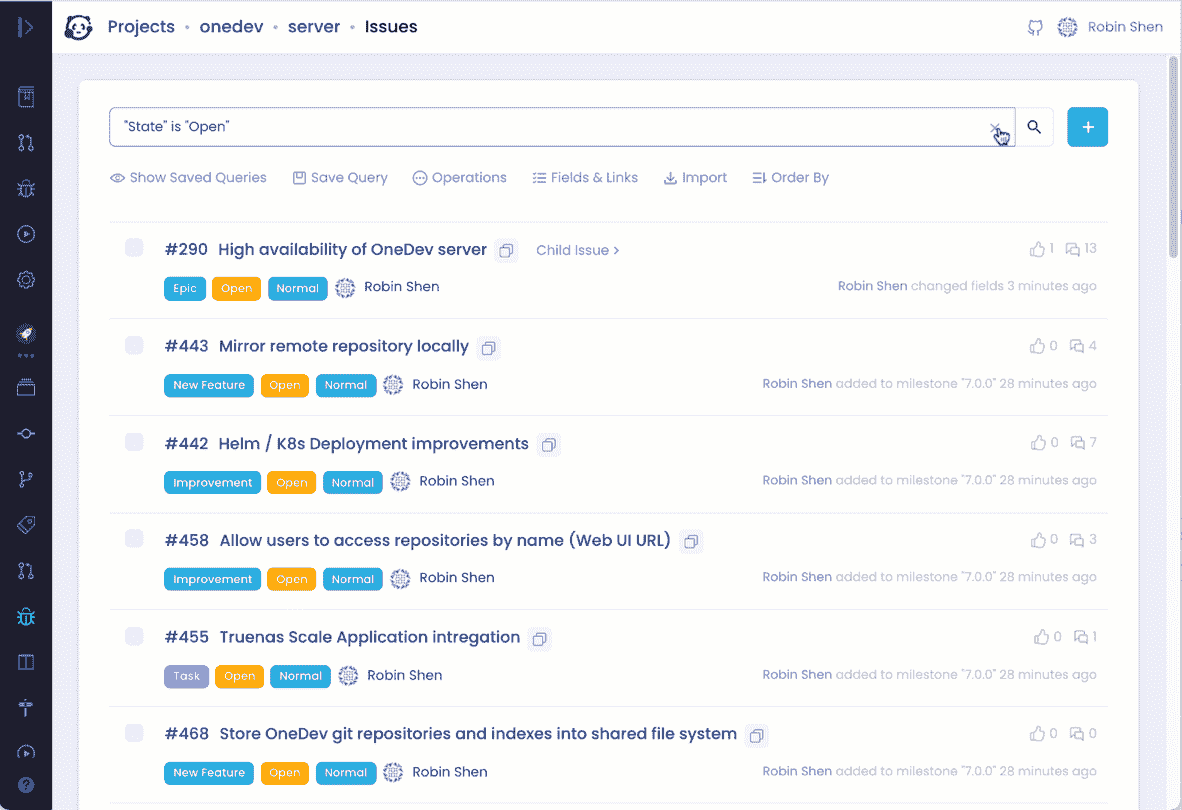 Projects • onedev • server • Issues Robin Shen
"State" is "Open"
Show Saved Queries Save Query Operations Fields & Links Import Order By
#290 High availability of OneDev server Child Issue > 1 13
Epic Open Normal Robin Shen Robin Shen changed fields 3 minutes ago
#443 Mirror remote repository locally 0 4
New Feature Open Normal Robin Shen Robin Shen added to milestone "7.0.0" 28 minutes ago
#442 Helm / K8s Deployment improvements 0 7
Improvement Open Normal Robin Shen Robin Shen added to milestone "7.0.0" 28 minutes ago
#458 Allow users to access repositories by name (Web UI URL) 0 3
Improvement Open Normal Robin Shen Robin Shen added to milestone "7.0.0" 28 minutes ago
#455 Truenas Scale Application intregation 0 1
Task Open Normal Robin Shen Robin Shen added to milestone "7.0.0" 28 minutes ago
#468 Store OneDev git repositories and indexes into shared file system 0 0
New Feature Open Normal Robin Shen Robin Shen added to milestone "7.0.0" 28 minutes ago